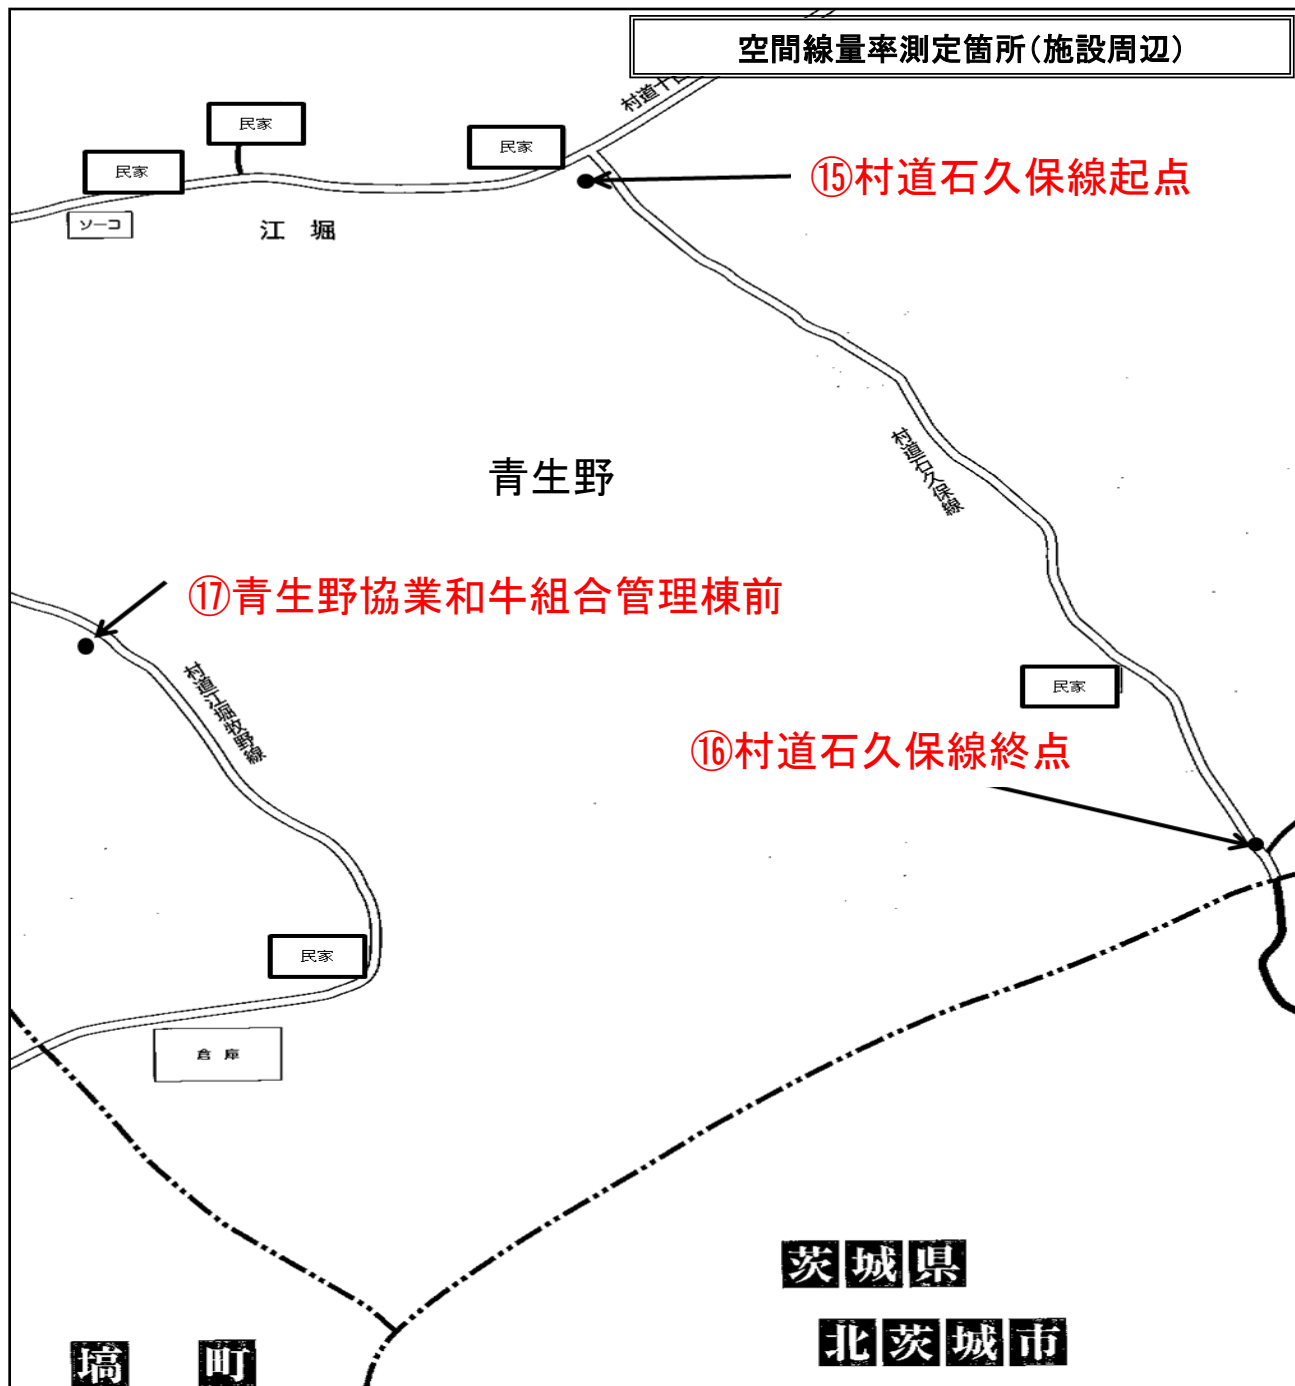 空間線量率測定箇所（施設周辺）
村道十
民家
民家
民家
⑮村道石久保線起点
ソーコ
江 堀
村道石久保線
青生野
⑰青生野協業和牛組合管理棟前
村道江堀牧野線
民家
⑯村道石久保線終点
民家
倉 庫
茨城県
北茨城市
塙 町